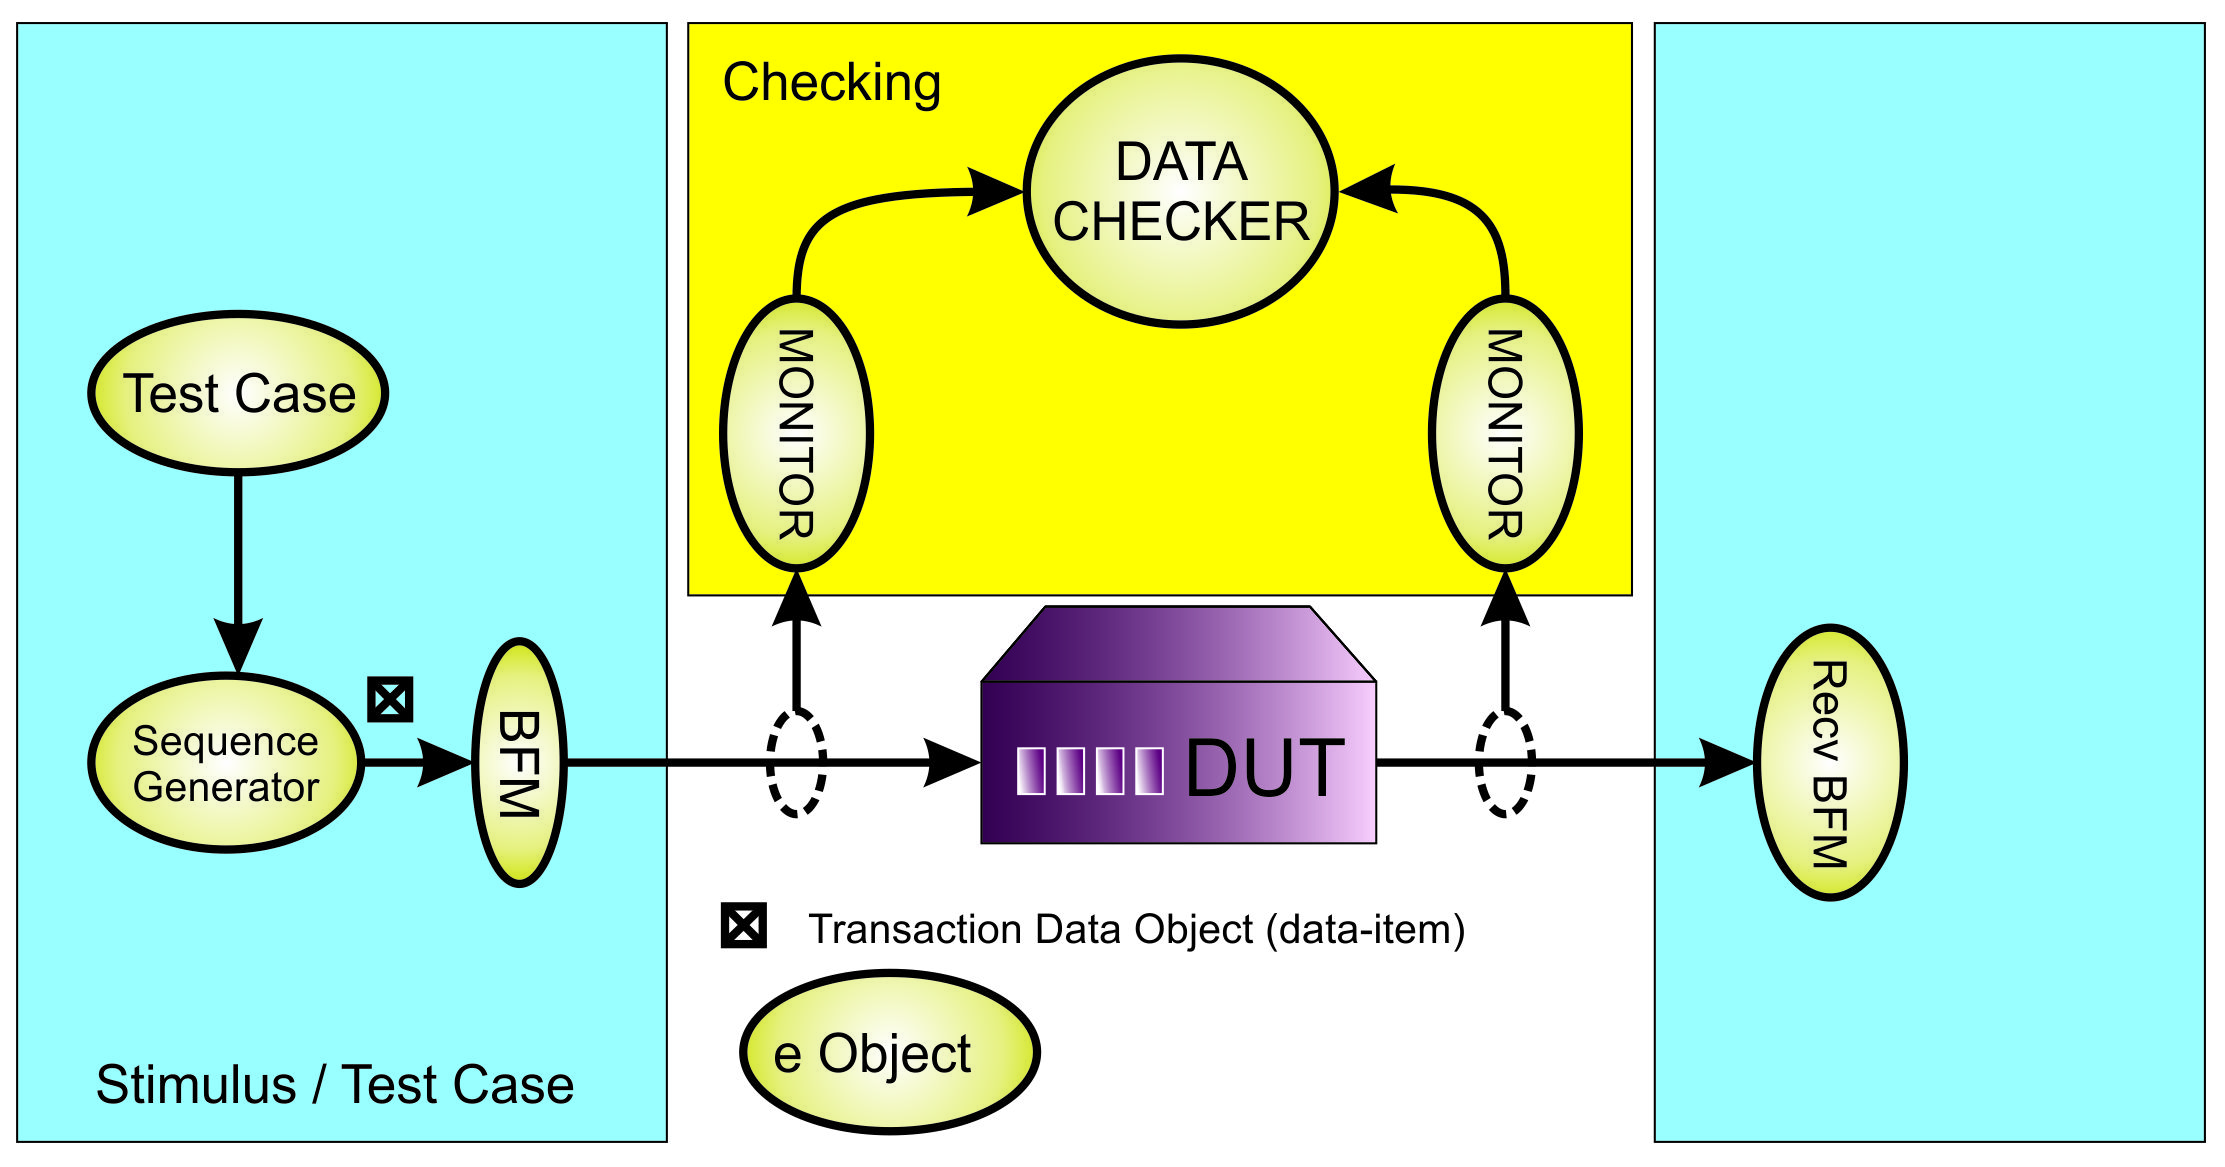 Checking
DATA
CHECKER
MONITOR
MONITOR
Test Case
Sequence
Generator
BFM
DUT
Recv BFM
Transaction Data Object (data-item)
e Object
Stimulus / Test Case